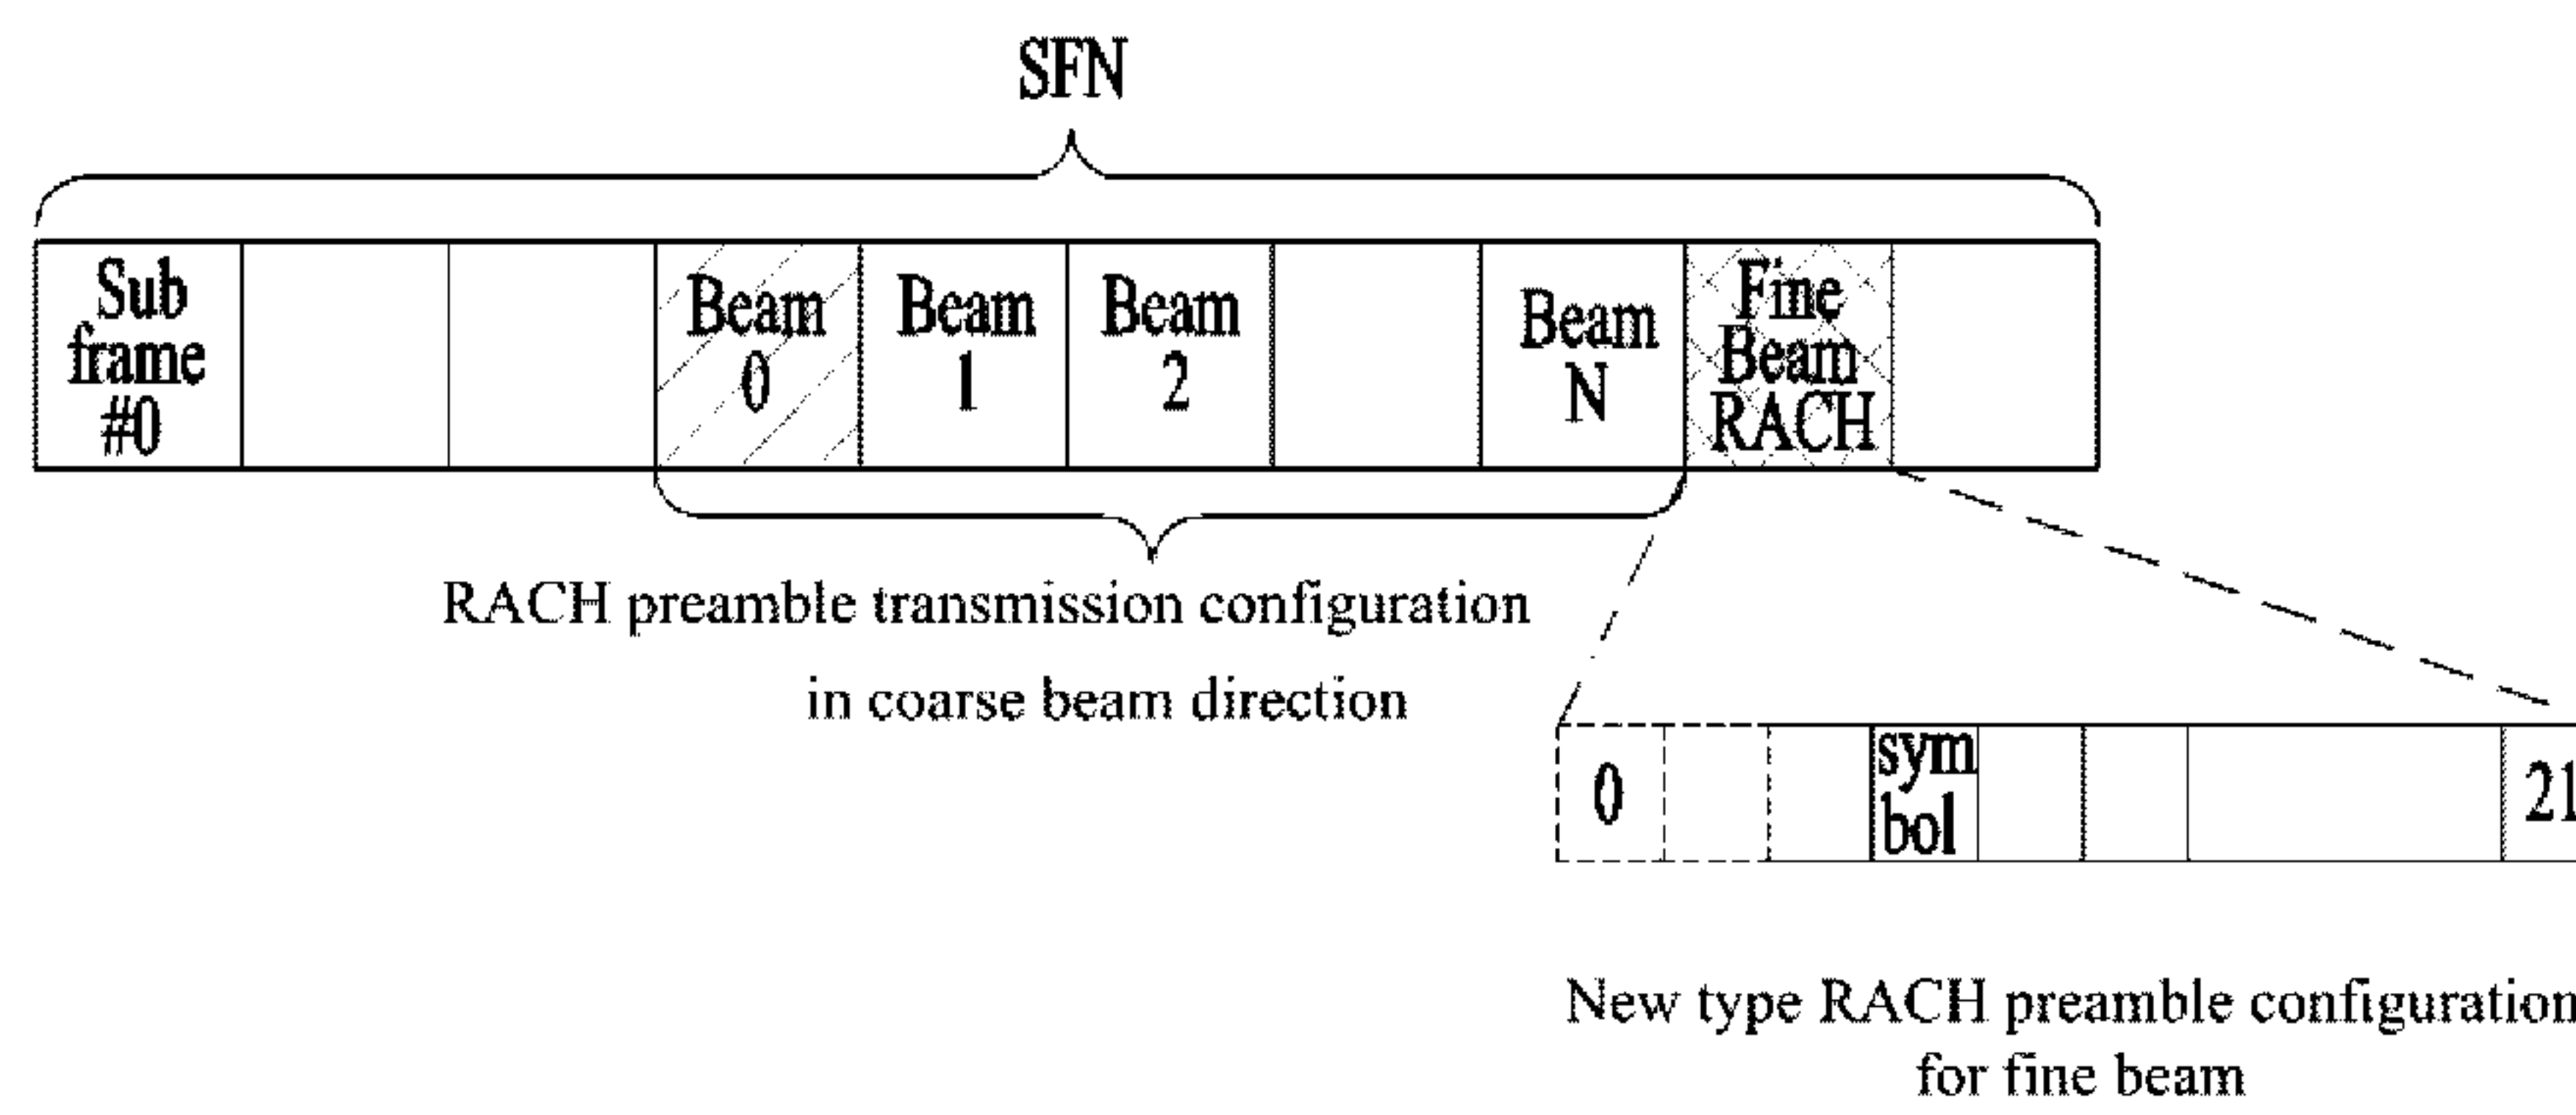 SFN
Sub
frame
#0
Beam
0
Beam
1
Beam
2
Beam
N
Fine
Beam
RACH
RACH preamble transmission configuration
in coarse beam direction
0
sym
bol
21
New type RACH preamble configuration
for fine beam